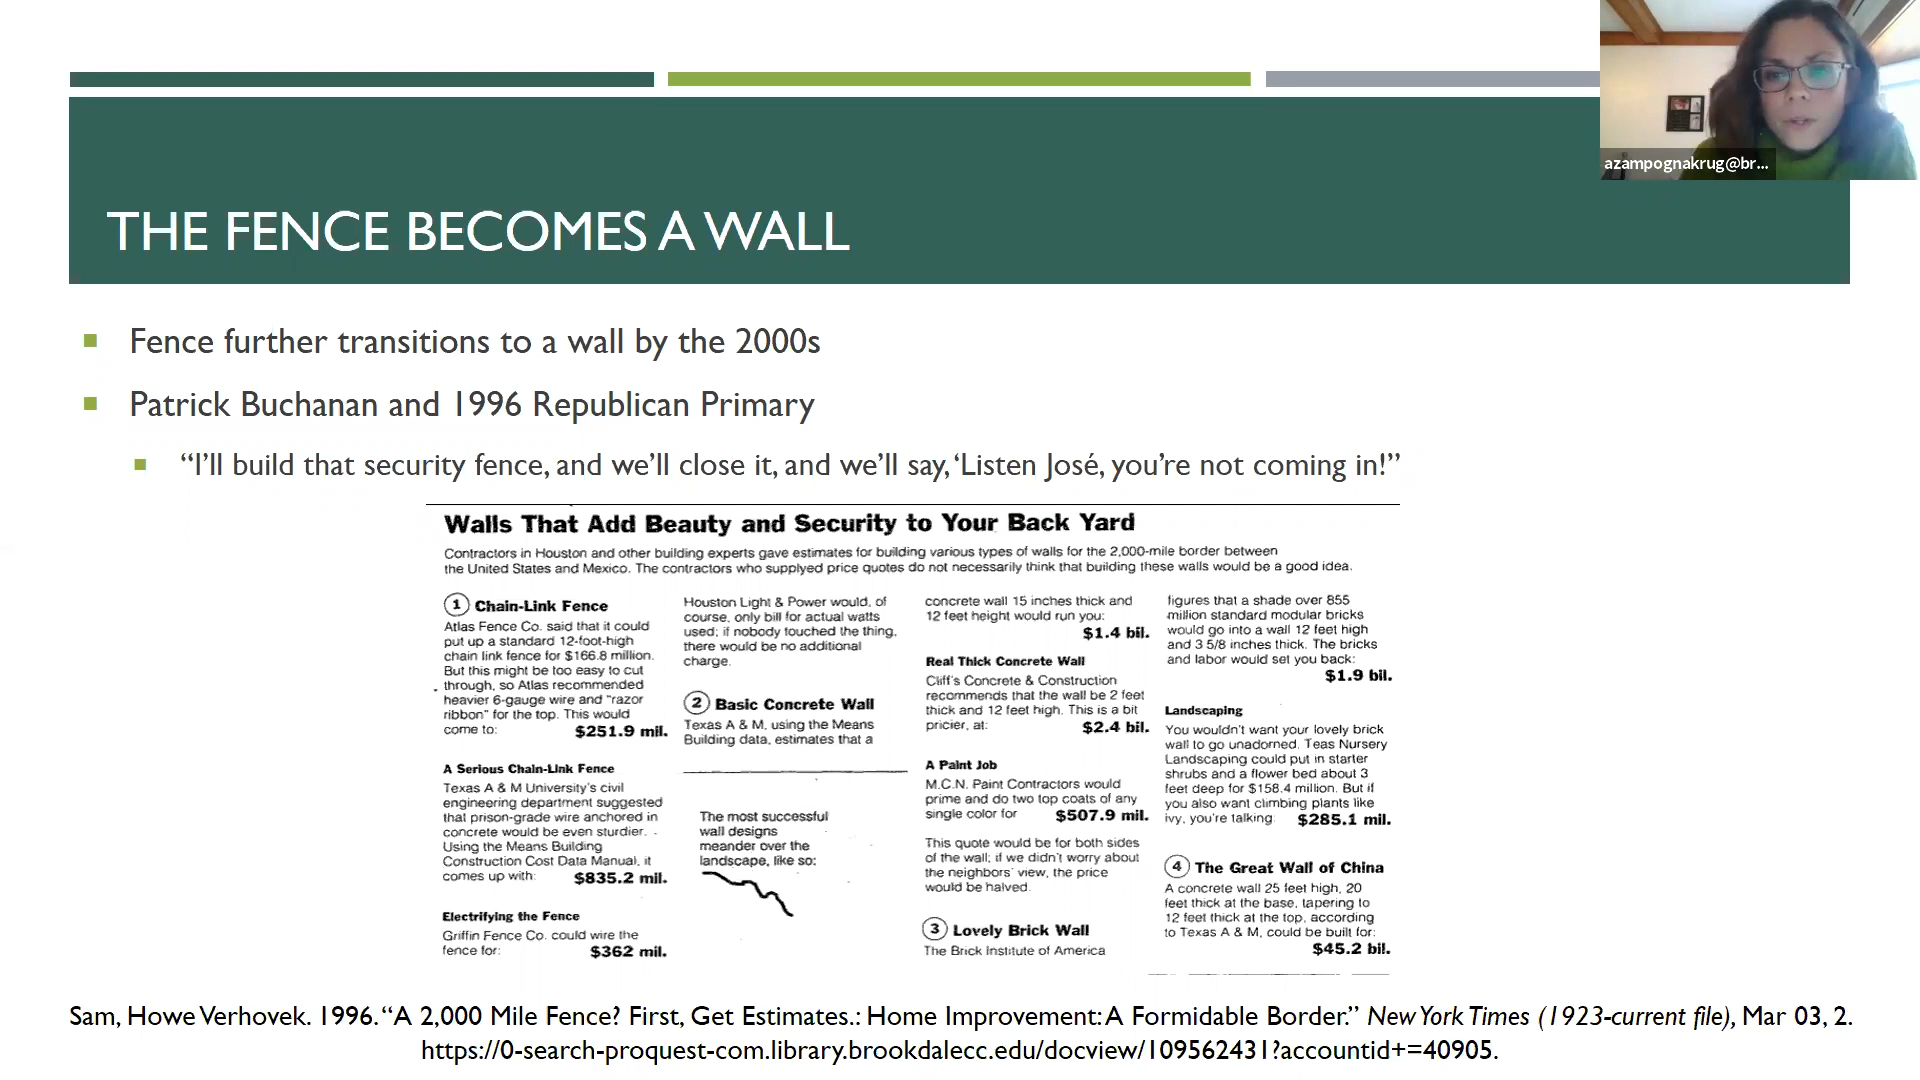 azampognakrug@br...
THE FENCE BECOMES A WALL
Fence further transitions to a wall by the 2000s
Patrick Buchanan and 1996 Republican Primary
“I’ll build that security fence, and we’ll close it, and we’ll say, ‘Listen José, you’re not coming in!”
Walls That Add Beauty and Security to Your Back Yard
Contractors in Houston and other building experts gave estimates for building various types of walls for the 2,000-mile border between
the United States and Mexico. The contractors who supplyed price quotes do not necessarily think that building these walls would be a good idea.
1 Chain-Link Fence
Atlas Fence Co. said that it could
put up a standard 12-foot-high
chain link fence for $166.8 million.
But this might be too easy to cut
through, so Atlas recommended
heavier 6-gauge wire and "razor
ribbon" for the top. This would
come to: $251.9 mil.
A Serious Chain-Link Fence
Texas A & M University's civil
engineering department suggested
that prison-grade wire anchored in
concrete would be even sturdier.
Using the Means Building
Construction Cost Data Manual, it
comes up with: $835.2 mil.
Electrifying the Fence
Griffin Fence Co. could wire the
fence for: $362 mil.
Houston Light & Power would, of
course, only bill for actual watts
used; if nobody touched the thing,
there would be no additional
charge.
2 Basic Concrete Wall
Texas A & M, using the Means
Building data, estimates that a
The most successful
wall designs
meander over the
landscape, like so:
concrete wall 15 inches thick and
12 feet height would run you:
$1.4 bil.
Real Thick Concrete Wall
Cliff's Concrete & Construction
recommends that the wall be 2 feet
thick and 12 feet high. This is a bit
pricier, at: $2.4 bil.
A Paint Job
M.C.N. Paint Contractors would
prime and do two top coats of any
single color for $507.9 mil.
This quote would be for both sides
of the wall; if we didn't worry about
the neighbors' view, the price
would be halved.
3 Lovely Brick Wall
The Brick Institute of America
figures that a shade over 855
million standard modular bricks
would go into a wall 12 feet high
and 3 5/8 inches thick. The bricks
and labor would set you back:
$1.9 bil.
Landscaping
You wouldn't want your lovely brick
wall to go unadorned. Teas Nursery
Landscaping could put in starter
shrubs and a flower bed about 3
feet deep for $158.4 million. But if
you also want climbing plants like
ivy, you're talking: $285.1 mil.
4 The Great Wall of China
A concrete wall 25 feet high, 20
feet thick at the base, tapering to
12 feet thick at the top, according
to Texas A & M, could be built for:
$45.2 bil.
Sam, Howe Verhovek. 1996. “A 2,000 Mile Fence? First, Get Estimates.: Home Improvement: A Formidable Border.” New York Times (1923-current file), Mar 03, 2.
https://0-search-proquest-com.library.brookdalecc.edu/docview/109562431?accountid+=40905.